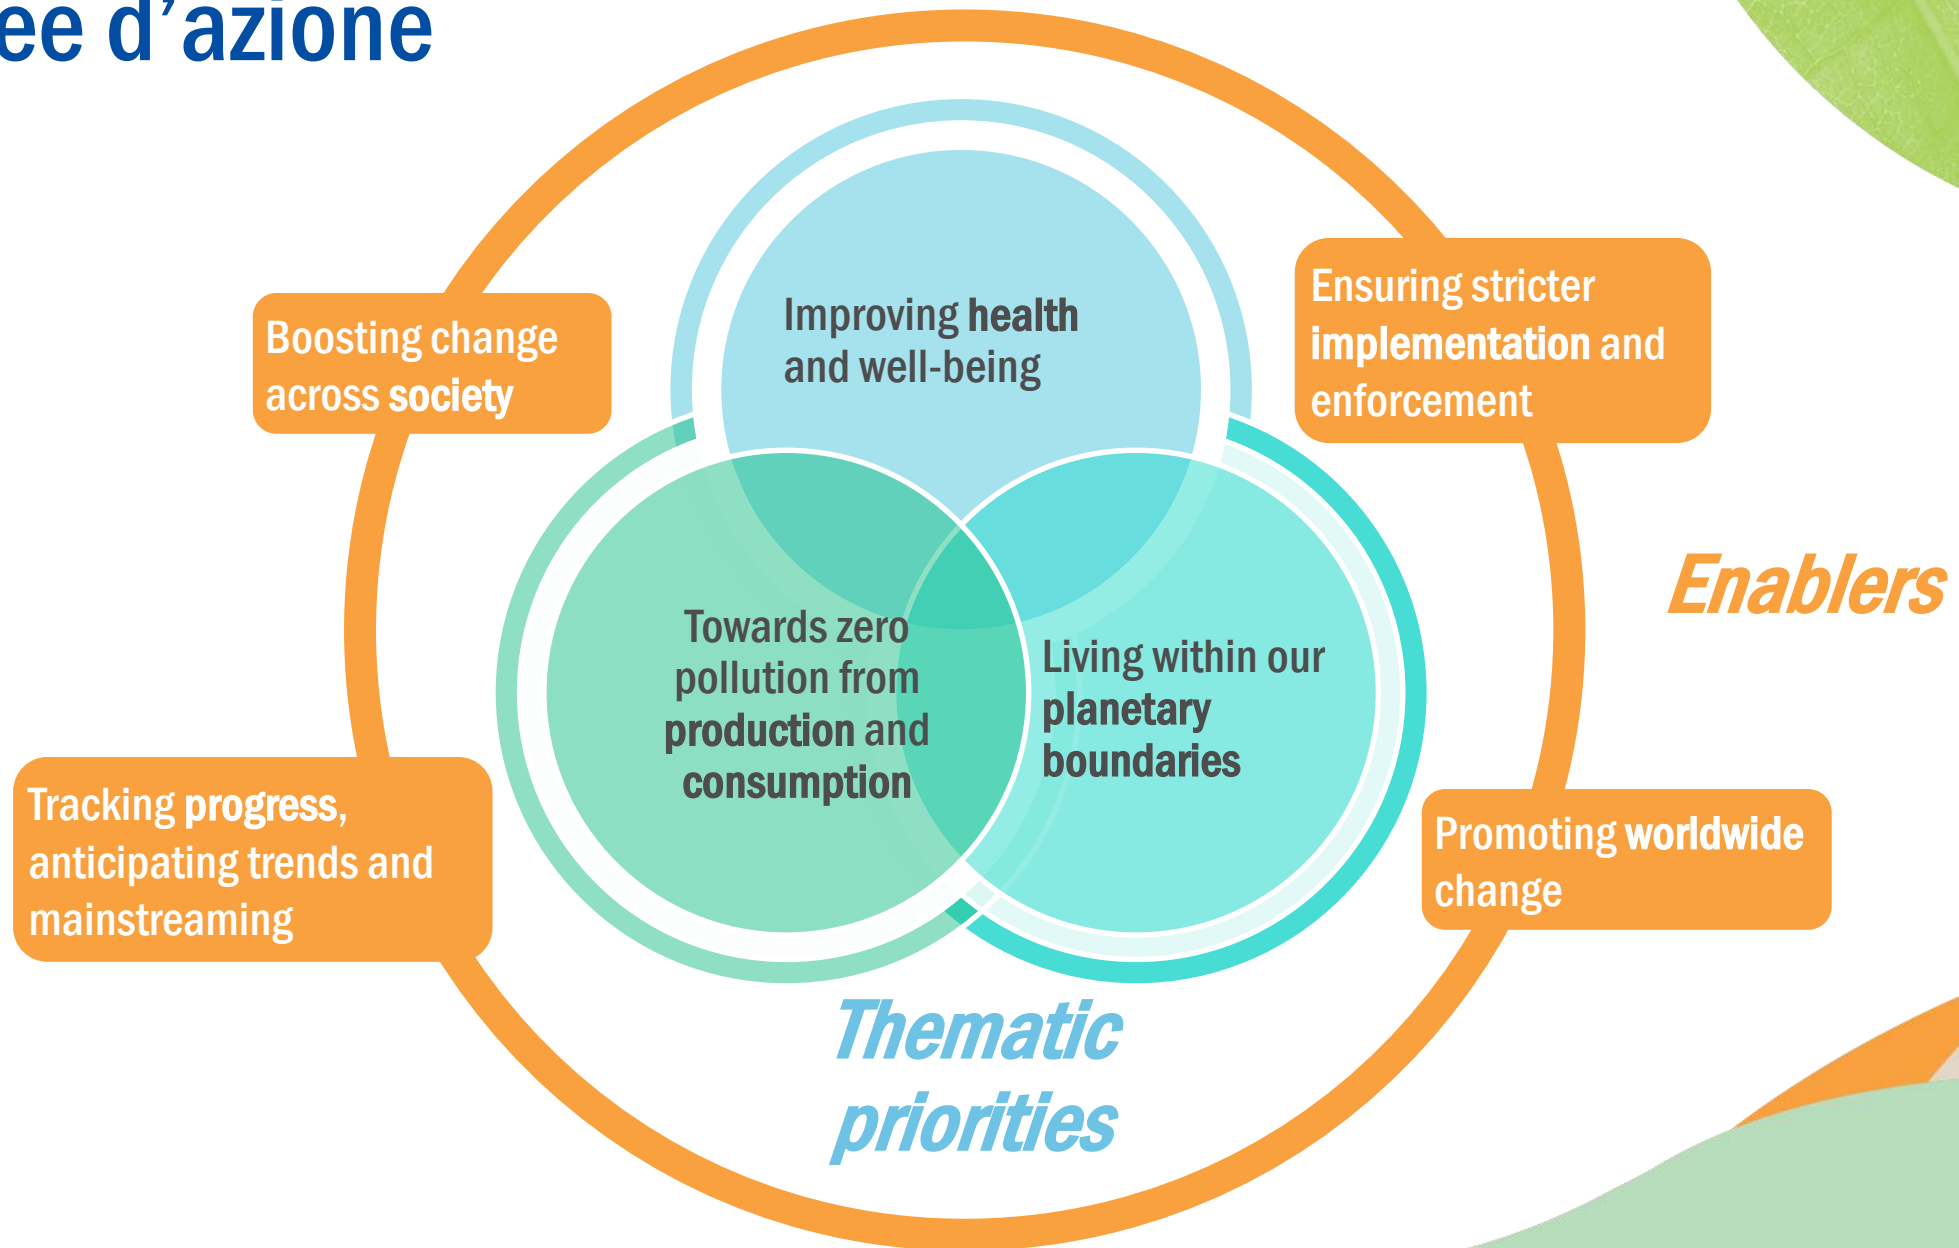 ee d’azione
Improving health
and well-being
Boosting change
across society
Ensuring stricter
implementation and
enforcement
Enablers
Towards zero
pollution from
production and
consumption
Living within our
planetary
boundaries
Tracking progress,
anticipating trends and
mainstreaming
Promoting worldwide
change
Thematic
priorities